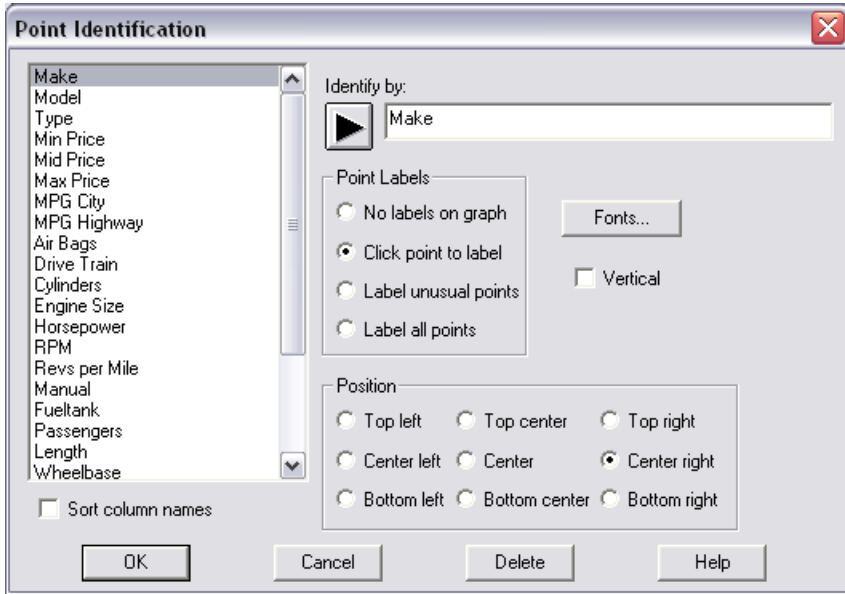 Point Identification
Make
Model
Type
Min Price
Mid Price
Max Price
MPG City
MPG Highway
Air Bags
Drive Train
Cylinders
Engine Size
Horsepower
RPM
Revs per Mile
Manual
Fueltank
Passengers
Length
Wheelbase
Sort column names
Identify by:
Make
Point Labels
No labels on graph
Click point to label
Label unusual points
Label all points
Fonts...
Vertical
Position
Top left Top center Top right
Center left Center Center right
Bottom left Bottom center Bottom right
OK Cancel Delete Help